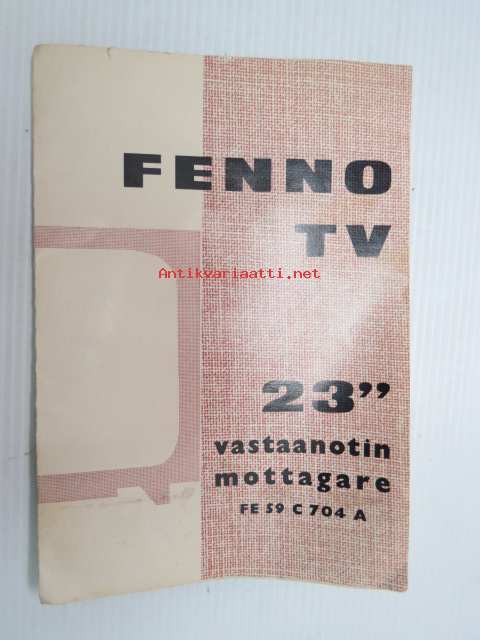 FENNO
TV
Antikvariaatti.net
23”
vastaanotin
mottagare
FE 59 C 704 A